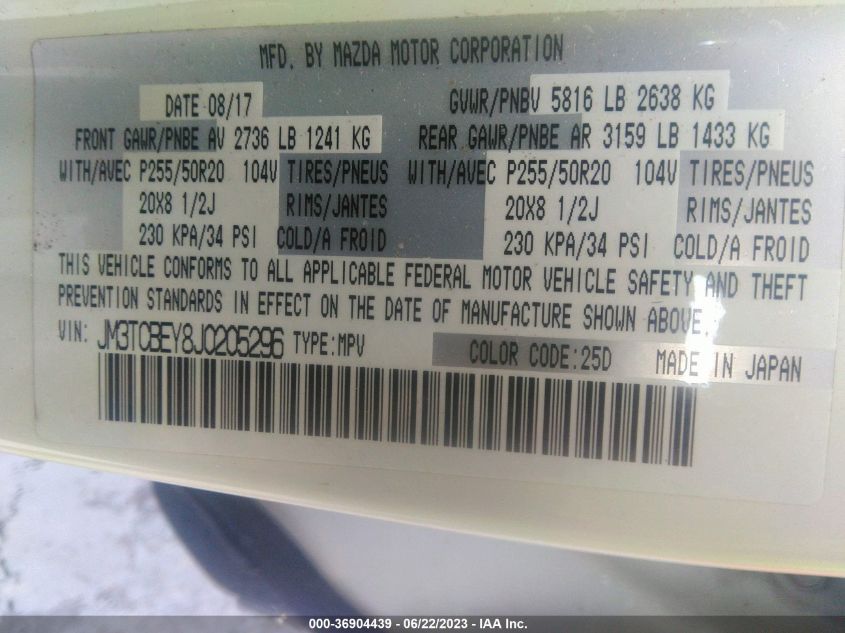 MFD. BY MAZDA MOTOR CORPORATION
DATE 08/17 GVWR/PNBV 5816 LB 2638 KG
FRONT GAWR/PNBE AV 2736 LB 1241 KG REAR GAWR/PNBE AR 3159 LB 1433 KG
WITH/AVEC P255/50R20 104V TIRES/PNEUS WITH/AVEC P255/50R20 104V TIRES/PNEUS
20X8 1/2J RIMS/JANTES 20X8 1/2J RIMS/JANTES
230 KPA/34 PSI COLD/A FROID 230 KPA/34 PSI COLD/A FROID
THIS VEHICLE CONFORMS TO ALL APPLICABLE FEDERAL MOTOR VEHICLE SAFETY AND THEFT
PREVENTION STANDARDS IN EFFECT ON THE DATE OF MANUFACTURE SHOWN ABOVE.
VIN: JM3TCBEY8J0205296 TYPE:MPV COLOR CODE:25D MADE IN JAPAN
000-36904439 - 06/22/2023 - IAA Inc.